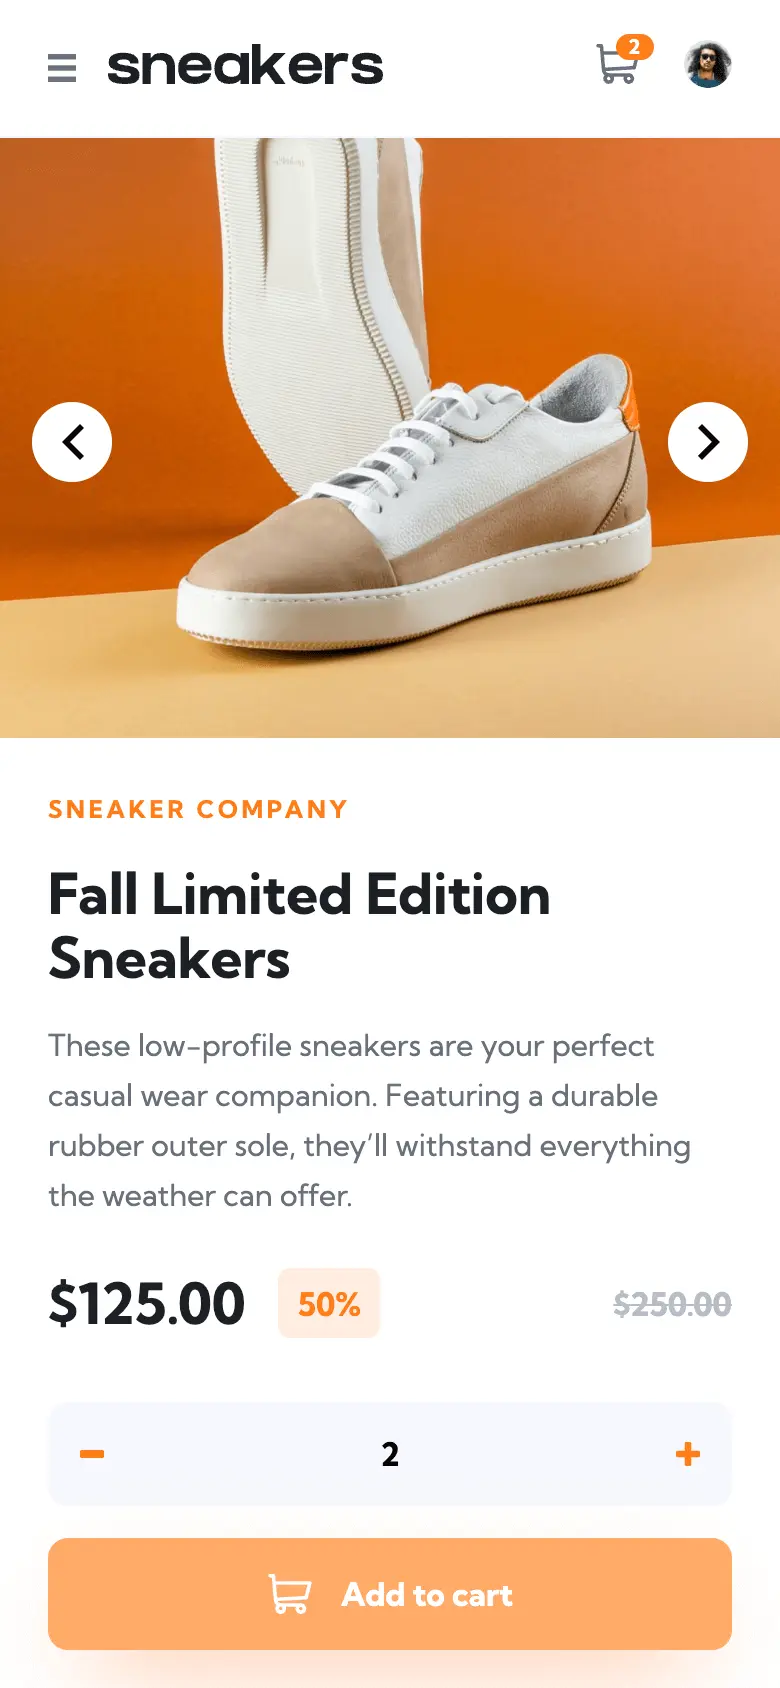 sneakers
2
SNEAKER COMPANY
Fall Limited Edition
Sneakers
These low-profile sneakers are your perfect
casual wear companion. Featuring a durable
rubber outer sole, they’ll withstand everything
the weather can offer.
$125.00 50% $250.00
2
Add to cart